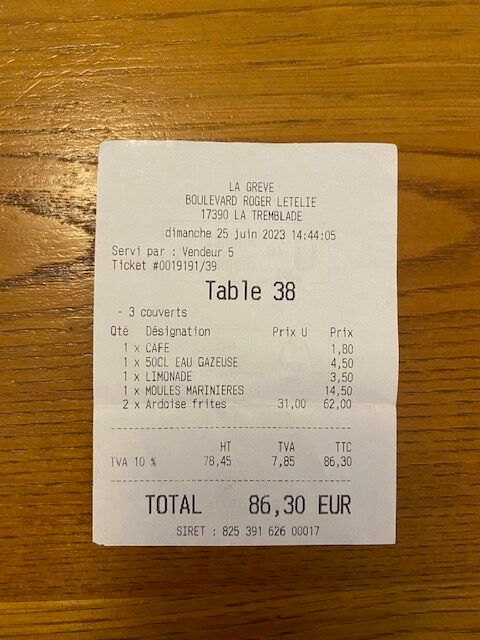 LA GREVE
BOULEVARD ROGER LETELIE
17390 LA TREMBLADE
dimanche 25 juin 2023 14:44:05
Servi par : Vendeur 5
Ticket #0019191/39
Table 38
- 3 couverts
Qté Désignation Prix U Prix
1 x CAFE 1,80
1 x 50CL EAU GAZEUSE 4,50
1 x LIMONADE 3,50
1 x MOULES MARINIERES 14,50
2 x Ardoise frites 31,00 62,00
HT TVA TTC
TVA 10 % 78,45 7,85 86,30
TOTAL 86,30 EUR
SIRET : 825 391 626 00017